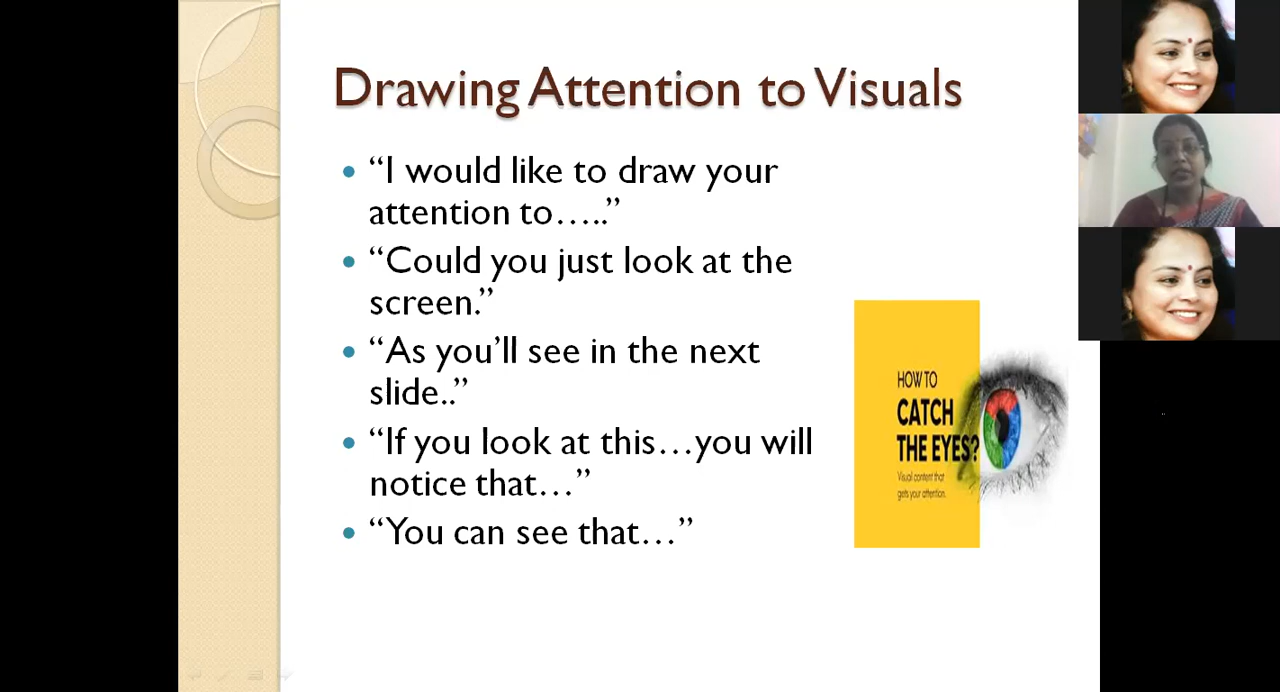 Drawing Attention to Visuals
“I would like to draw your
attention to…..”
“Could you just look at the
screen.”
“As you’ll see in the next
slide..”
“If you look at this…you will
notice that…”
“You can see that…”
HOW TO
CATCH
THE EYES?
Visual content that
gets your attention.